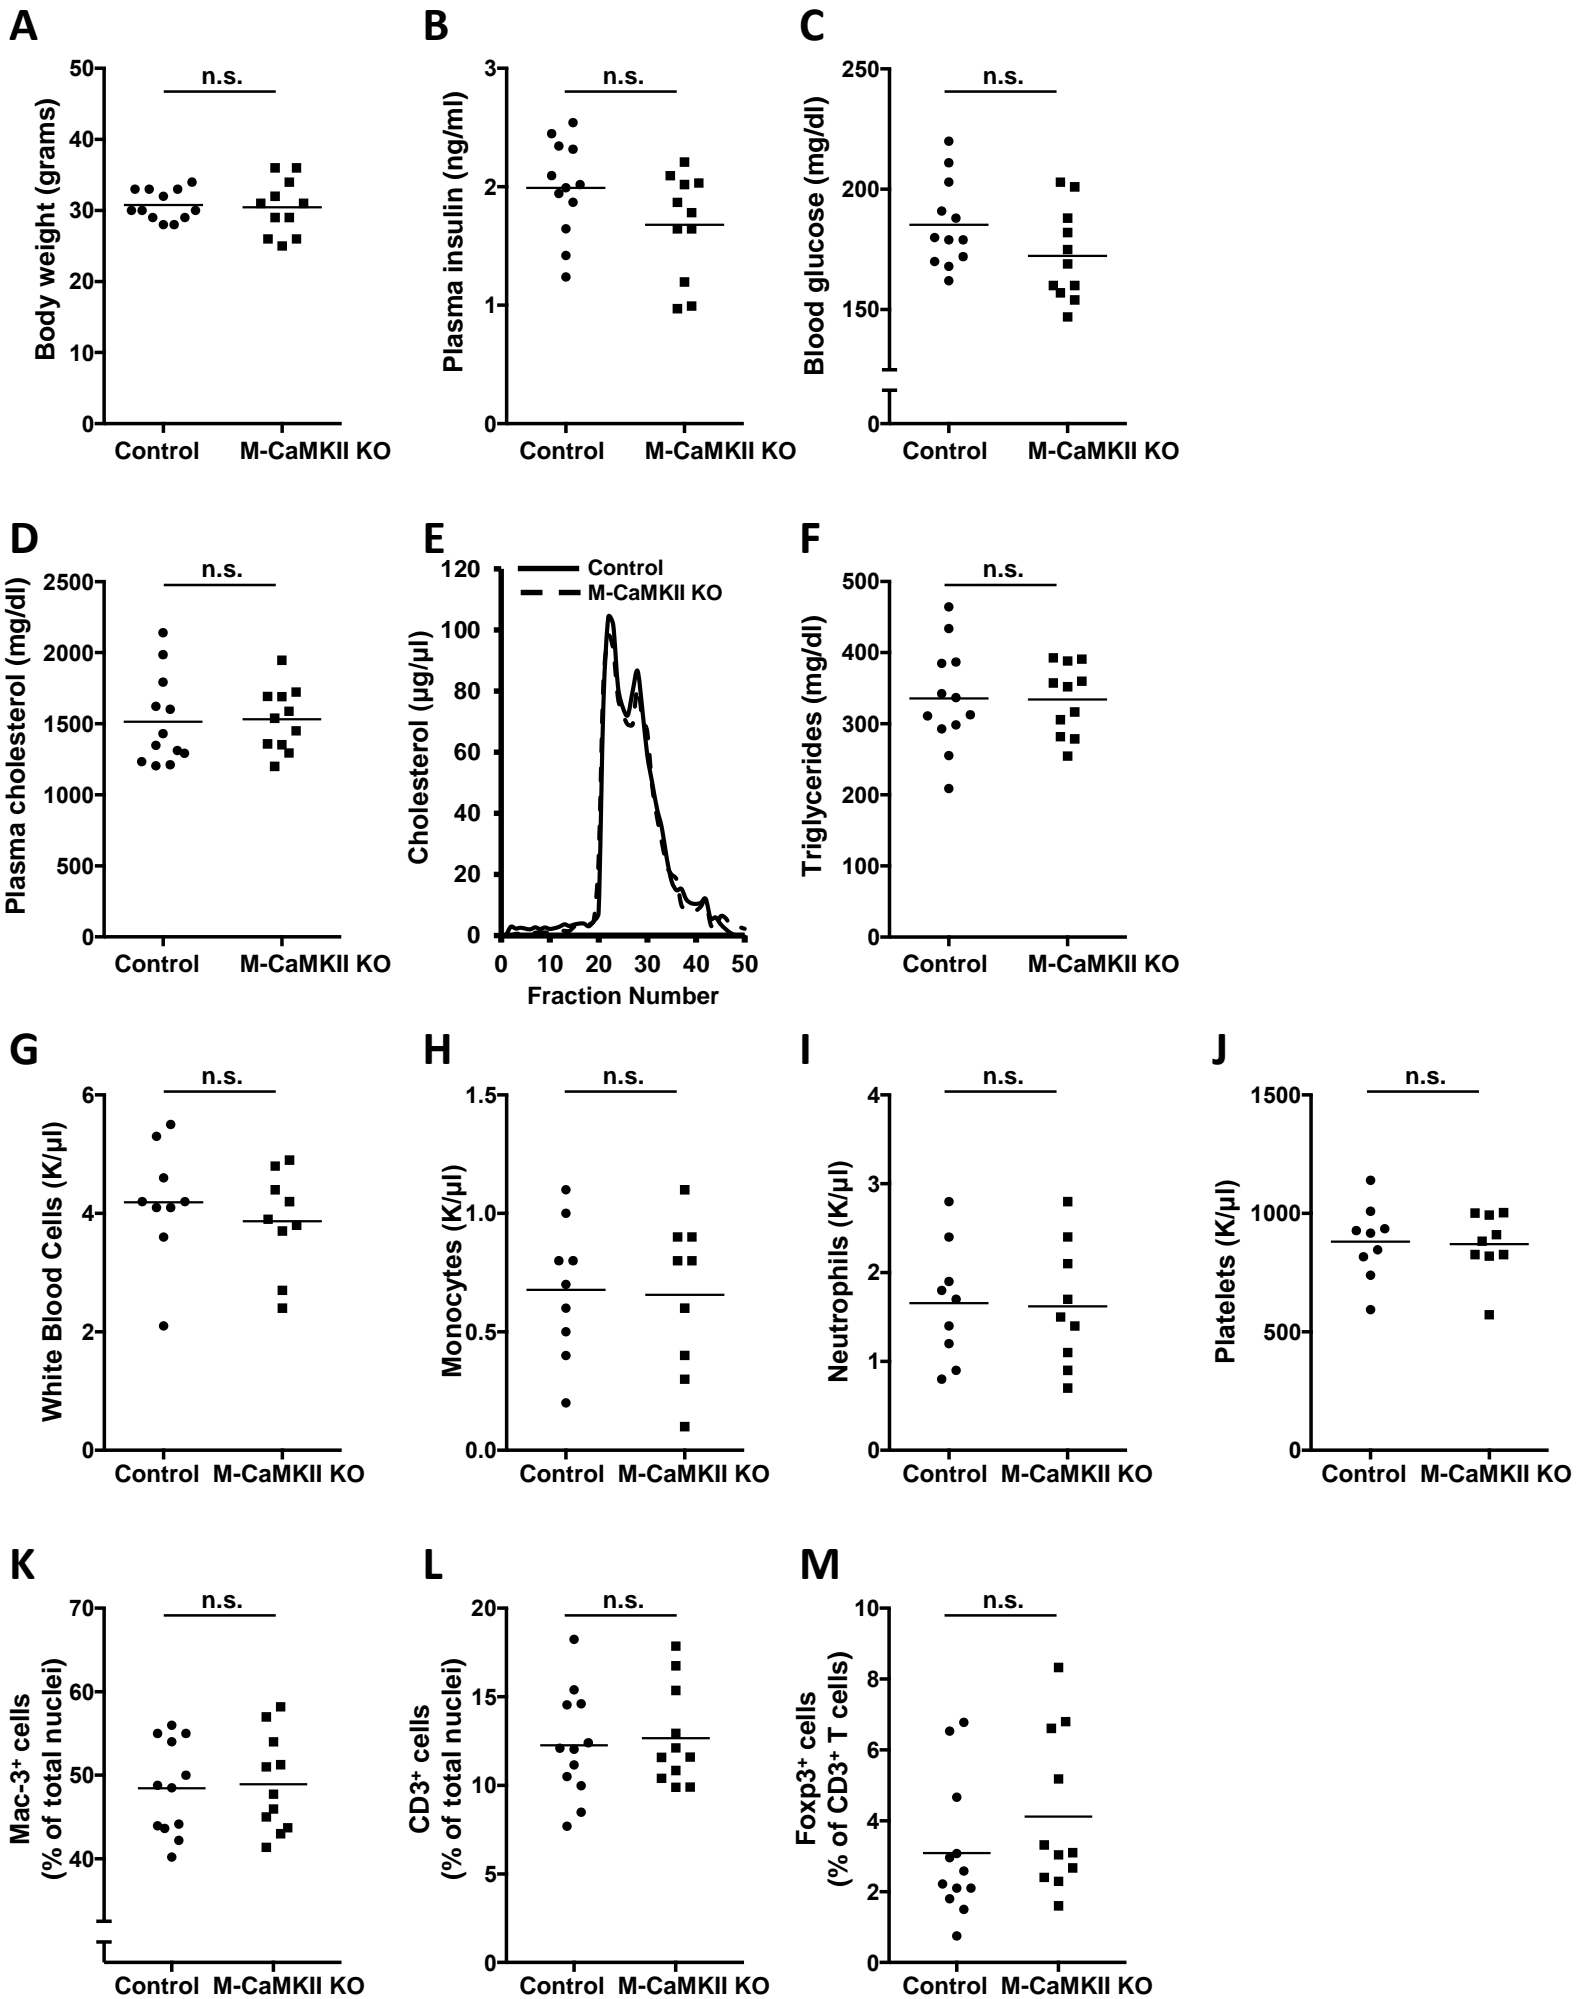 A
B
C
n.s.
n.s.
n.s.
Body weight (grams)
50
40
30
20
10
0
Control
M-CaMKII KO
Plasma insulin (ng/ml)
3
2
1
0
Control
M-CaMKII KO
Blood glucose (mg/dl)
250
200
150
0
Control
M-CaMKII KO
D
E
F
n.s.
Plasma cholesterol (mg/dl)
2500
2000
1500
1000
500
0
Control
M-CaMKII KO
Control
M-CaMKII KO
Cholesterol (µg/µl)
120
100
80
60
40
20
0
0 10 20 30 40 50
Fraction Number
n.s.
Triglycerides (mg/dl)
500
400
300
200
100
0
Control
M-CaMKII KO
G
H
I
J
n.s.
White Blood Cells (K/µl)
6
4
2
0
Control
M-CaMKII KO
n.s.
Monocytes (K/µl)
1.5
1.0
0.5
0.0
Control
M-CaMKII KO
n.s.
Neutrophils (K/µl)
4
3
2
1
0
Control
M-CaMKII KO
n.s.
Platelets (K/µl)
1500
1000
500
0
Control
M-CaMKII KO
K
L
M
n.s.
Mac-3⁺ cells
(% of total nuclei)
70
60
50
40
Control
M-CaMKII KO
n.s.
CD3⁺ cells
(% of total nuclei)
20
15
10
5
0
Control
M-CaMKII KO
n.s.
Foxp3⁺ cells
(% of CD3⁺ T cells)
10
8
6
4
2
0
Control
M-CaMKII KO